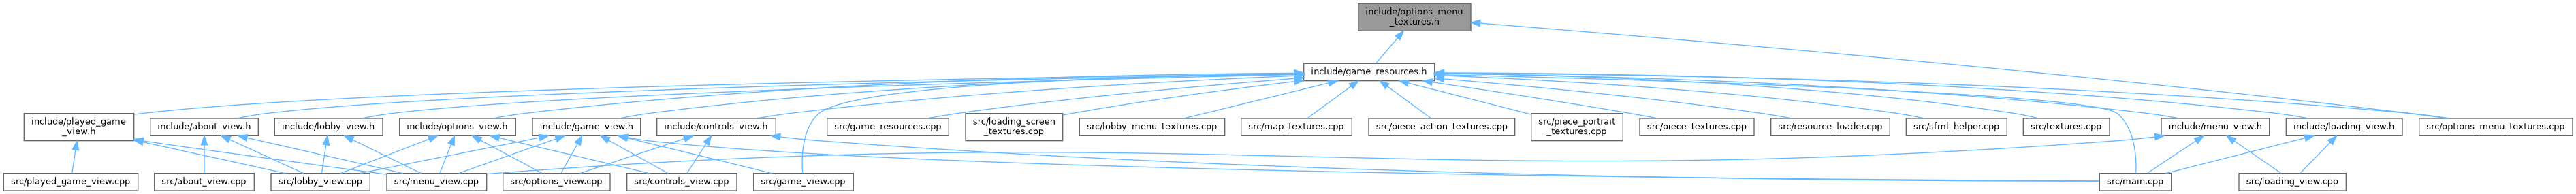 include/options_menu
_textures.h
include/game_resources.h
include/played_game
_view.h
include/about_view.h
include/lobby_view.h
include/options_view.h
include/game_view.h
include/controls_view.h
src/game_resources.cpp
src/loading_screen
_textures.cpp
src/lobby_menu_textures.cpp
src/map_textures.cpp
src/piece_action_textures.cpp
src/piece_portrait
_textures.cpp
src/piece_textures.cpp
src/resource_loader.cpp
src/sfml_helper.cpp
src/textures.cpp
include/menu_view.h
include/loading_view.h
src/options_menu_textures.cpp
src/played_game_view.cpp
src/about_view.cpp
src/lobby_view.cpp
src/menu_view.cpp
src/options_view.cpp
src/controls_view.cpp
src/game_view.cpp
src/main.cpp
src/loading_view.cpp